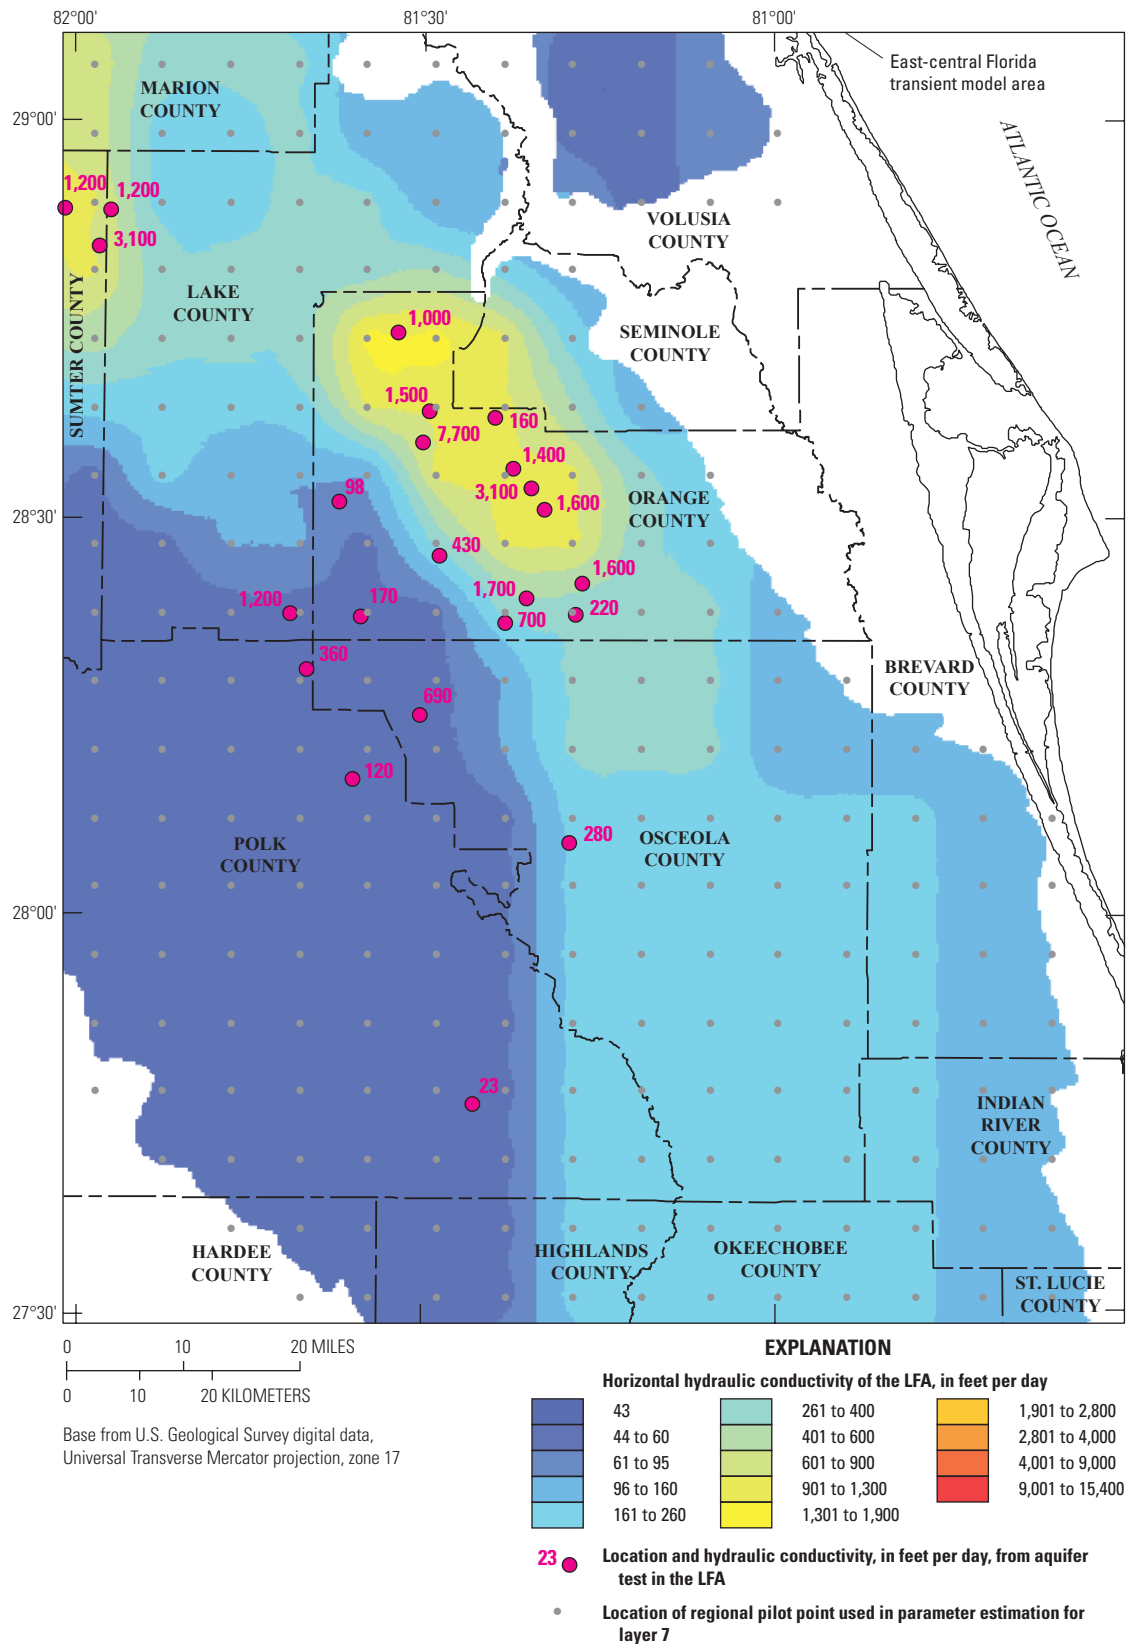 82°00'
81°30'
81°00'
East-central Florida
transient model area
MARION
COUNTY
29°00'
ATLANTIC OCEAN
1,200
1,200
3,100
VOLUSIA
COUNTY
LAKE
COUNTY
SUMTER COUNTY
1,000
SEMINOLE
COUNTY
1,500
160
7,700
1,400
98
3,100
1,600
ORANGE
COUNTY
28°30'
430
1,600
1,700
1,200
170
220
700
360
BREVARD
COUNTY
690
120
280
POLK
COUNTY
OSCEOLA
COUNTY
28°00'
23
INDIAN
RIVER
COUNTY
HARDEE
COUNTY
HIGHLANDS
COUNTY
OKEECHOBEE
COUNTY
ST. LUCIE
COUNTY
27°30'
0 10 20 MILES
0 10 20 KILOMETERS
Base from U.S. Geological Survey digital data,
Universal Transverse Mercator projection, zone 17
EXPLANATION
Horizontal hydraulic conductivity of the LFA, in feet per day
43
44 to 60
61 to 95
96 to 160
161 to 260
261 to 400
401 to 600
601 to 900
901 to 1,300
1,301 to 1,900
1,901 to 2,800
2,801 to 4,000
4,001 to 9,000
9,001 to 15,400
23 Location and hydraulic conductivity, in feet per day, from aquifer
test in the LFA
Location of regional pilot point used in parameter estimation for
layer 7